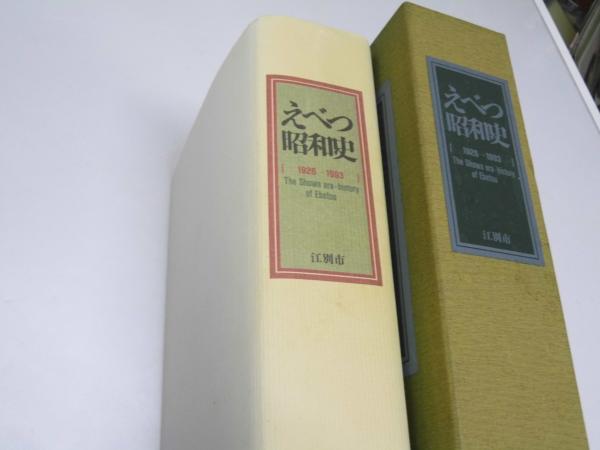 えべつ
昭和史
[ 1926-1993 ]
The Showa era-history
of Ebetsu
江別市
えべつ
昭和史
[ 1926-1993 ]
The Showa era-history
of Ebetsu
江別市